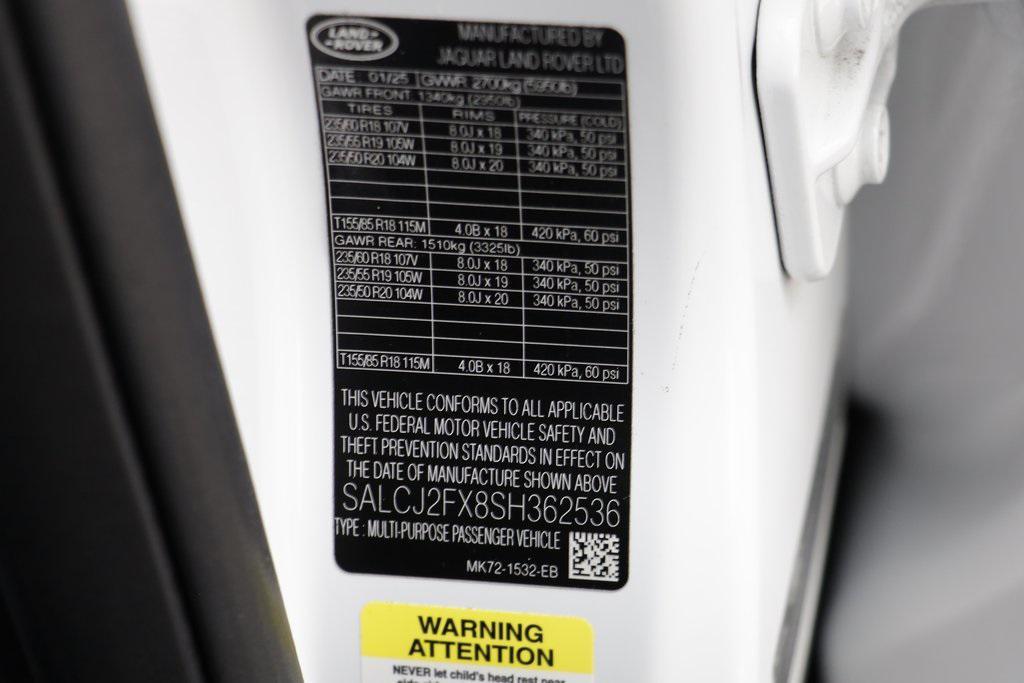 LAND-
-ROVER
MANUFACTURED BY
JAGUAR LAND ROVER LTD
DATE: 01/25 GVWR: 2700kg (5950lb)
GAWR FRONT: 1340kg (2950lb)
TIRES RIMS PRESSURE (COLD)
235/60 R18 107V 8.0J x 18 340 kPa, 50 psi
235/55 R19 105W 8.0J x 19 340 kPa, 50 psi
235/50 R20 104W 8.0J x 20 340 kPa, 50 psi
T155/85 R18 115M 4.0B x 18 420 kPa, 60 psi
GAWR REAR: 1510kg (3325lb)
235/60 R18 107V 8.0J x 18 340 kPa, 50 psi
235/55 R19 105W 8.0J x 19 340 kPa, 50 psi
235/50 R20 104W 8.0J x 20 340 kPa, 50 psi
T155/85 R18 115M 4.0B x 18 420 kPa, 60 psi
THIS VEHICLE CONFORMS TO ALL APPLICABLE
U.S. FEDERAL MOTOR VEHICLE SAFETY AND
THEFT PREVENTION STANDARDS IN EFFECT ON
THE DATE OF MANUFACTURE SHOWN ABOVE
SALCJ2FX8SH362536
TYPE : MULTI-PURPOSE PASSENGER VEHICLE
MK72-1532-EB
WARNING
ATTENTION
NEVER let child's head rest near